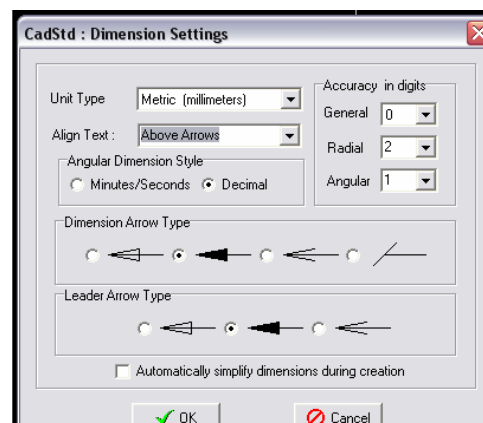 CadStd : Dimension Settings
Unit Type Metric (millimeters)
Align Text : Above Arrows
Angular Dimension Style
Minutes/Seconds Decimal
Accuracy in digits
General 0
Radial 2
Angular 1
Dimension Arrow Type
Leader Arrow Type
Automatically simplify dimensions during creation
OK Cancel